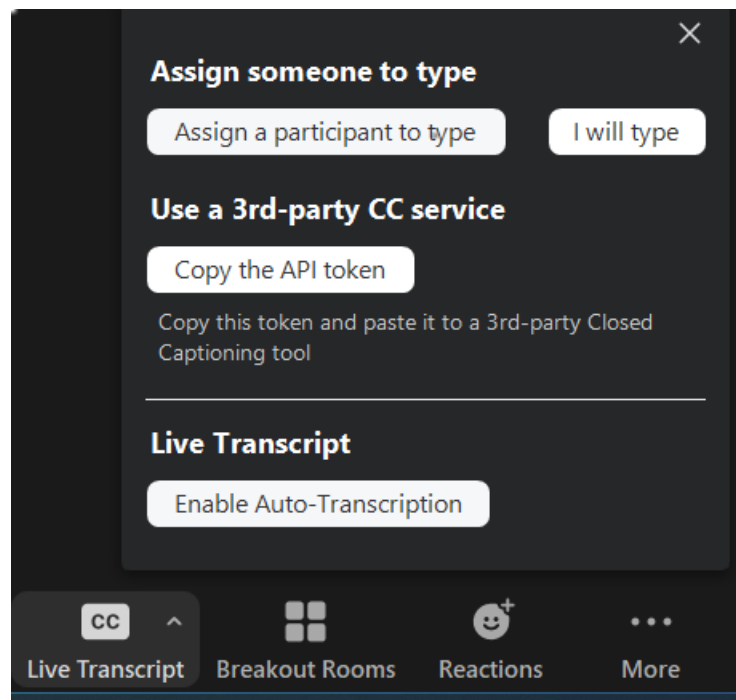 Assign someone to type
Assign a participant to type
I will type
Use a 3rd-party CC service
Copy the API token
Copy this token and paste it to a 3rd-party Closed
Captioning tool
Live Transcript
Enable Auto-Transcription
CC
Live Transcript
Breakout Rooms
Reactions
More